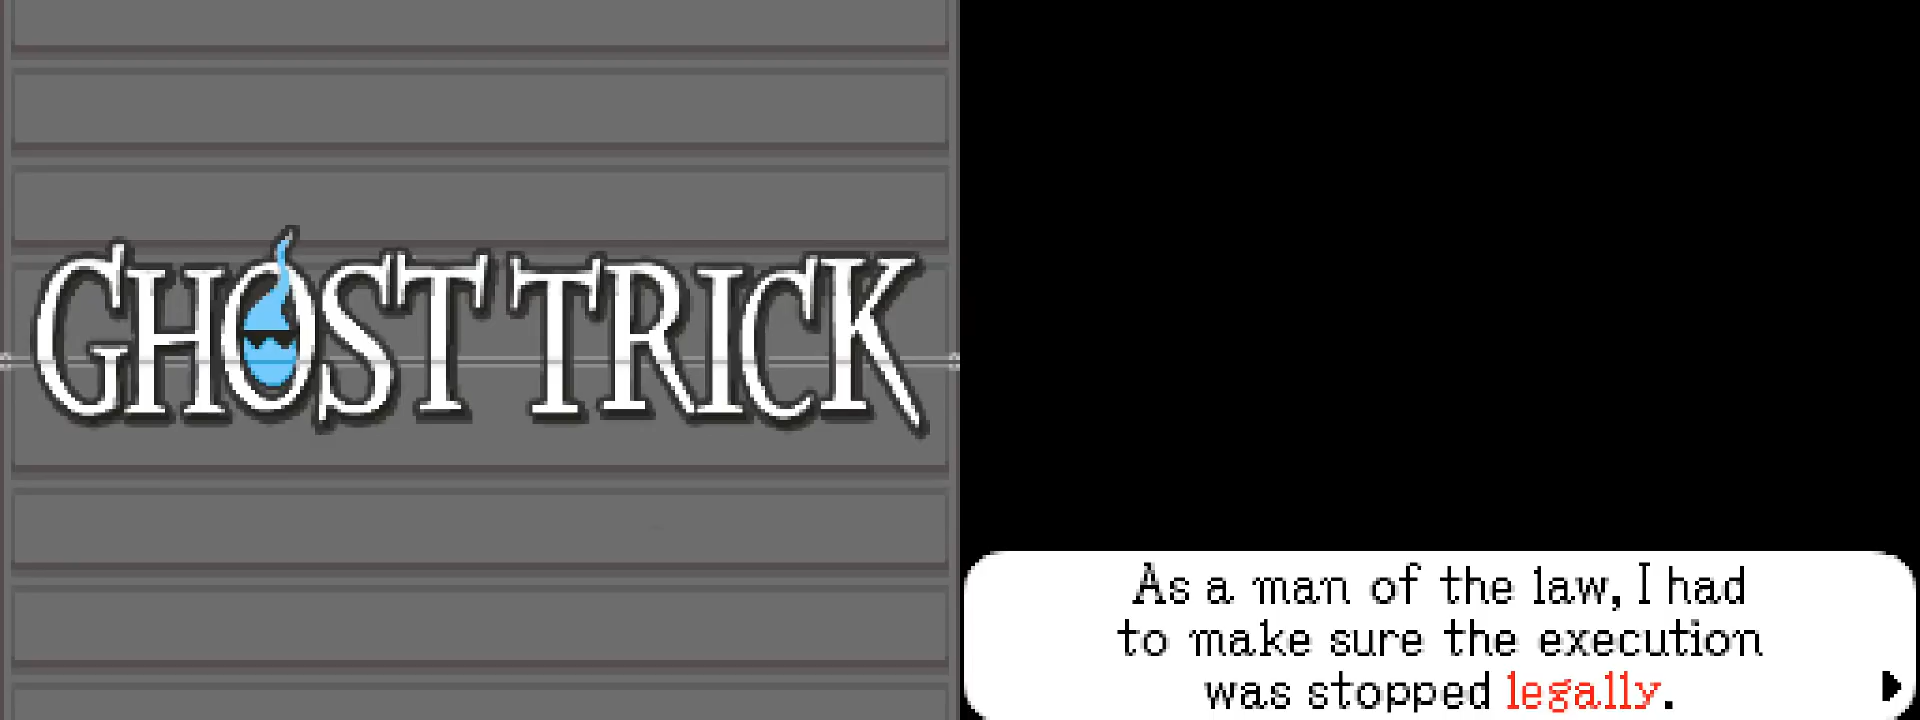 GHOST TRICK
As a man of the law, I had
to make sure the execution
was stopped legally.